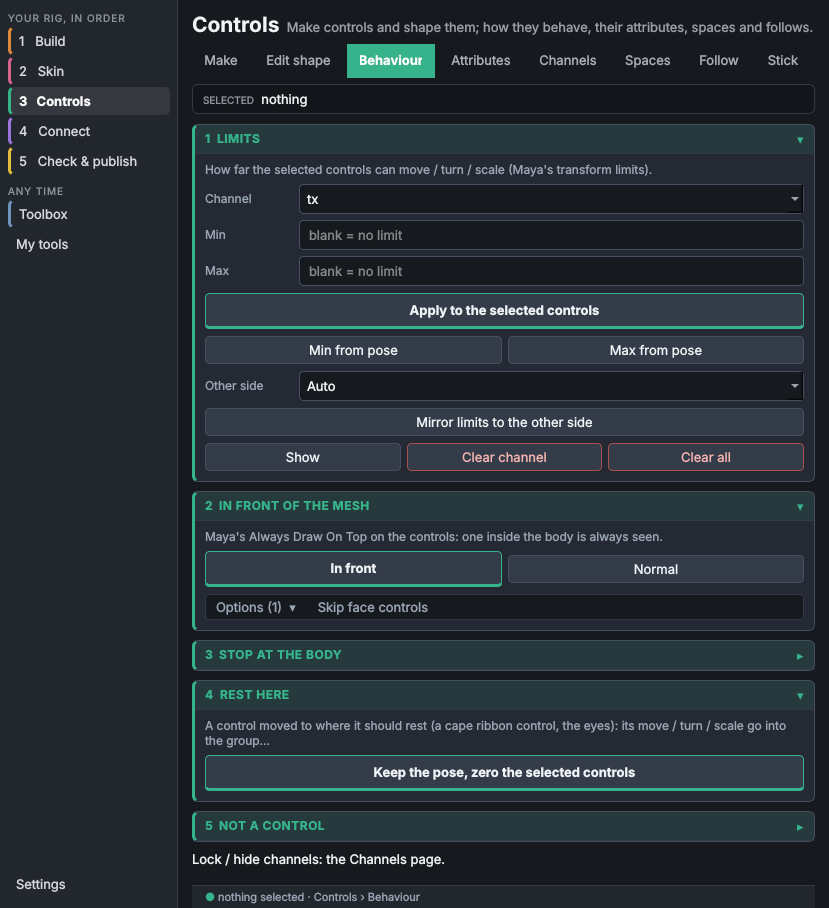 YOUR RIG, IN ORDER
1 Build
2 Skin
3 Controls
4 Connect
5 Check & publish
ANY TIME
Toolbox
My tools
Settings
Controls Make controls and shape them; how they behave, their attributes, spaces and follows.
Make Edit shape Behaviour Attributes Channels Spaces Follow Stick
SELECTED nothing
1 LIMITS ▾
How far the selected controls can move / turn / scale (Maya's transform limits).
Channel tx
Min blank = no limit
Max blank = no limit
Apply to the selected controls
Min from pose Max from pose
Other side Auto
Mirror limits to the other side
Show Clear channel Clear all
2 IN FRONT OF THE MESH ▾
Maya's Always Draw On Top on the controls: one inside the body is always seen.
In front Normal
Options (1) ▾ Skip face controls
3 STOP AT THE BODY ▸
4 REST HERE ▾
A control moved to where it should rest (a cape ribbon control, the eyes): its move / turn / scale go into
the group...
Keep the pose, zero the selected controls
5 NOT A CONTROL ▸
Lock / hide channels: the Channels page.
nothing selected · Controls › Behaviour